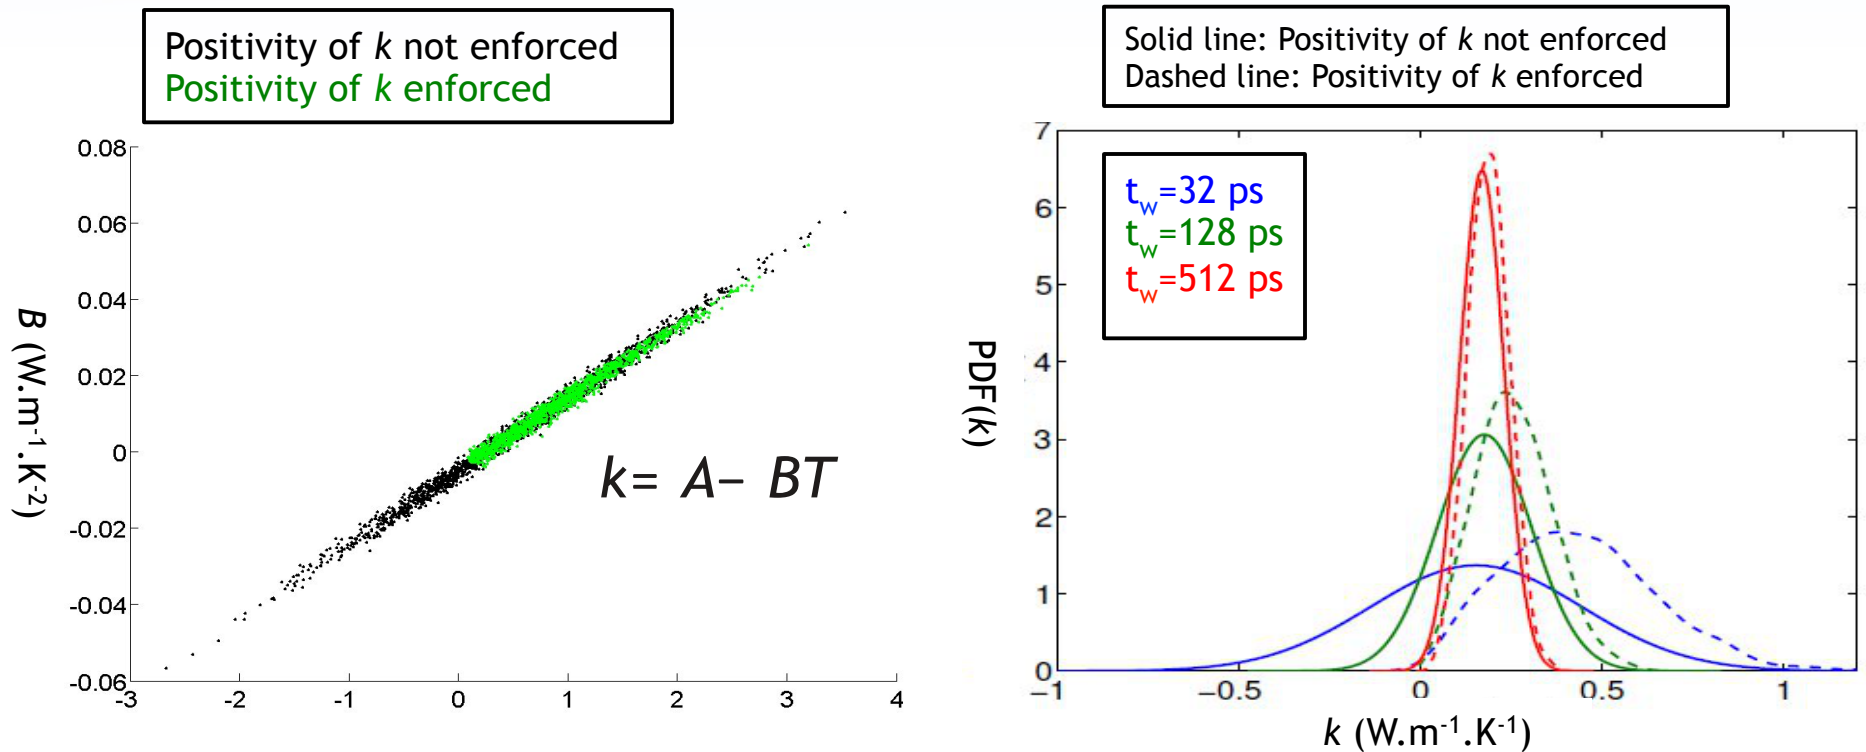 Positivity of k not enforced
Positivity of k enforced
0.08
0.06
0.04
0.02
0
-0.02
-0.04
-0.06
-3 -2 -1 0 1 2 3 4
B (W.m-1.K-2)
k= A– BT
Solid line: Positivity of k not enforced
Dashed line: Positivity of k enforced
tw=32 ps
tw=128 ps
tw=512 ps
7
6
5
4
3
2
1
0
−1 −0.5 0 0.5 1
PDF(k)
k (W.m-1.K-1)